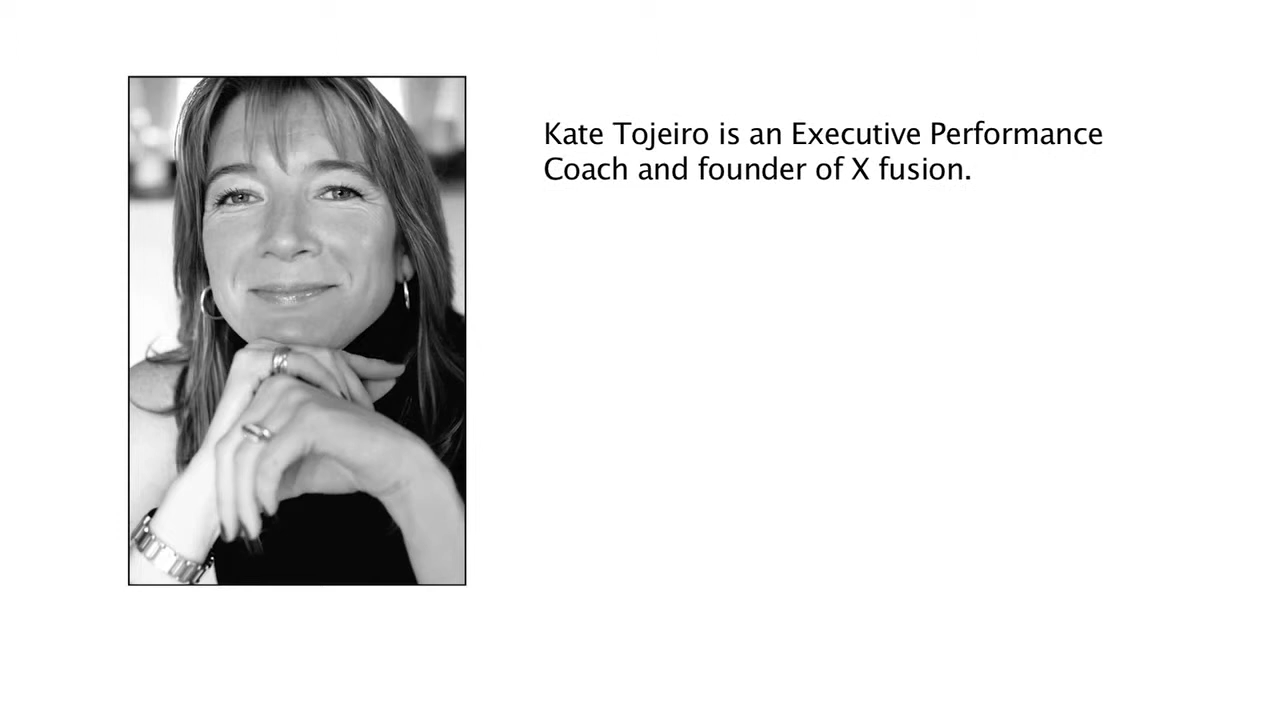 Kate Tojeiro is an Executive Performance
Coach and founder of X fusion.